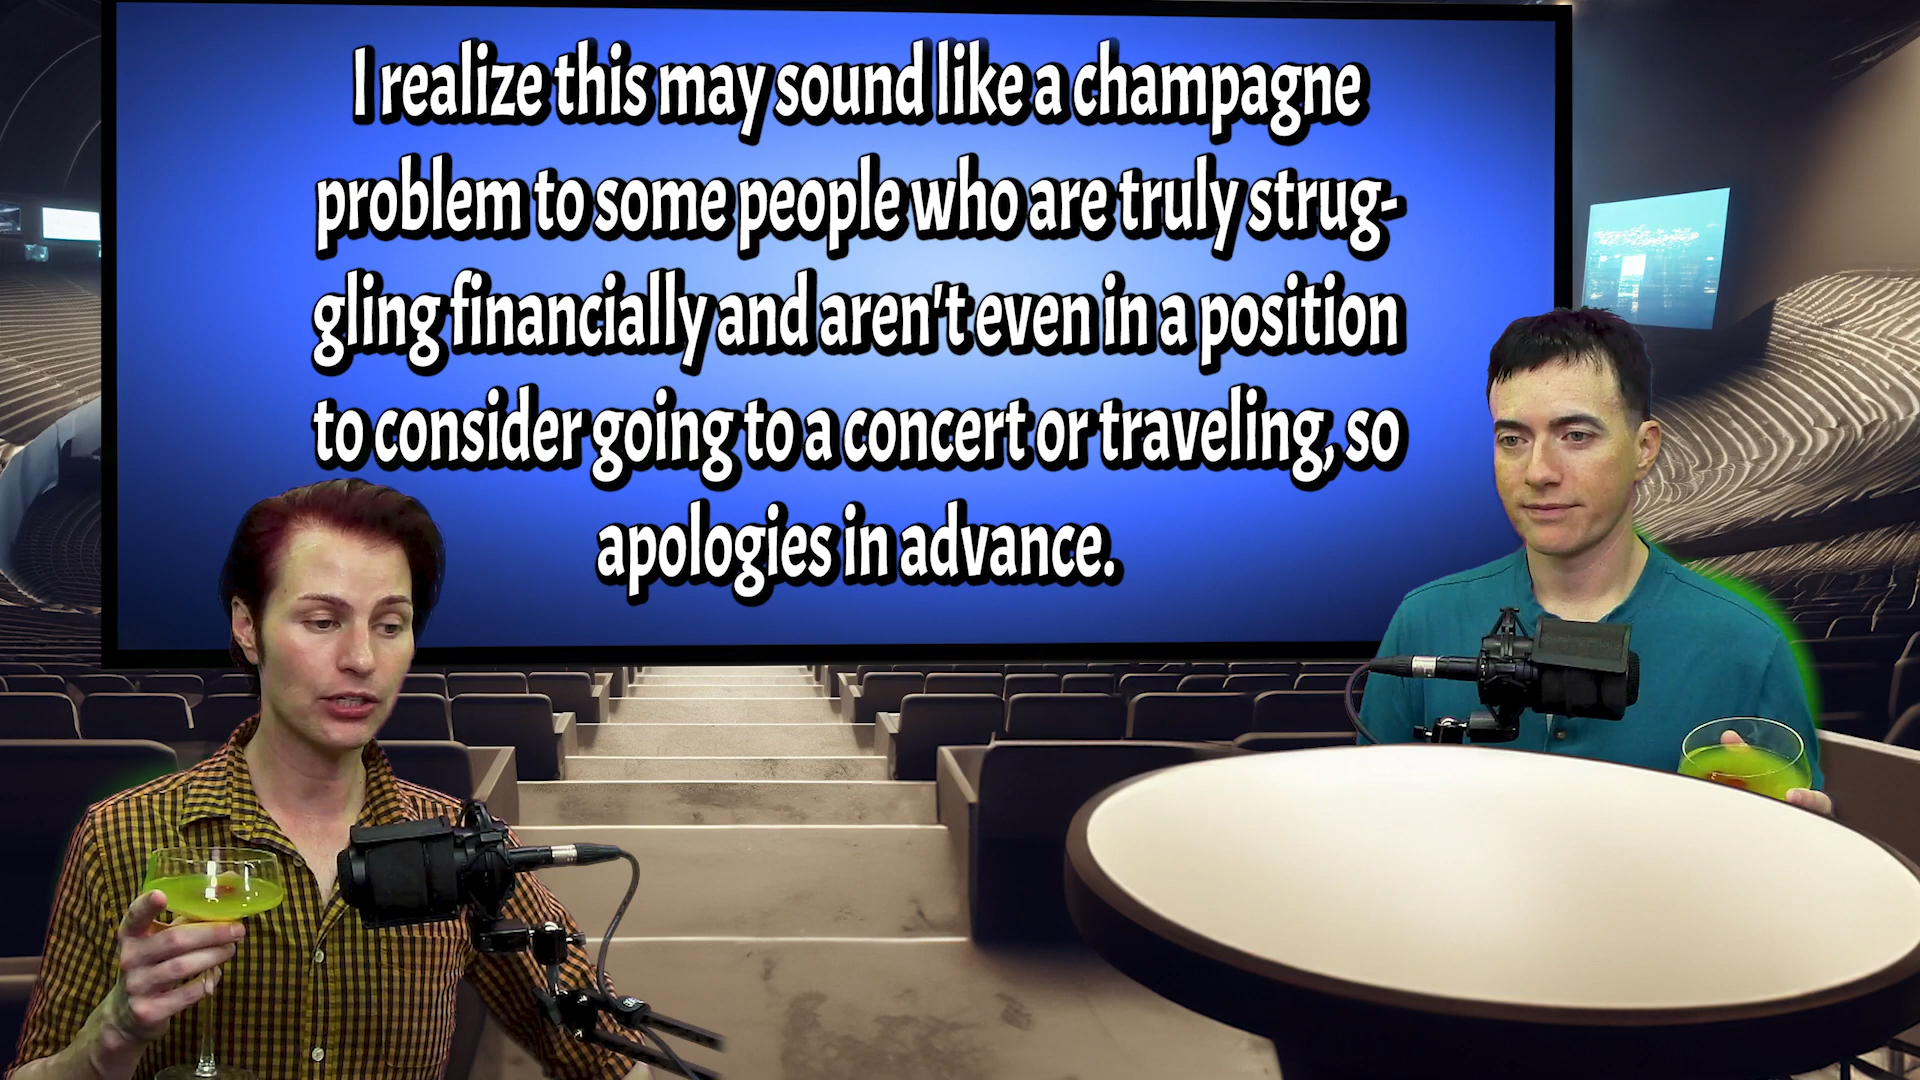 I realize this may sound like a champagne
problem to some people who are truly strug-
gling financially and aren't even in a position
to consider going to a concert or traveling, so
apologies in advance.